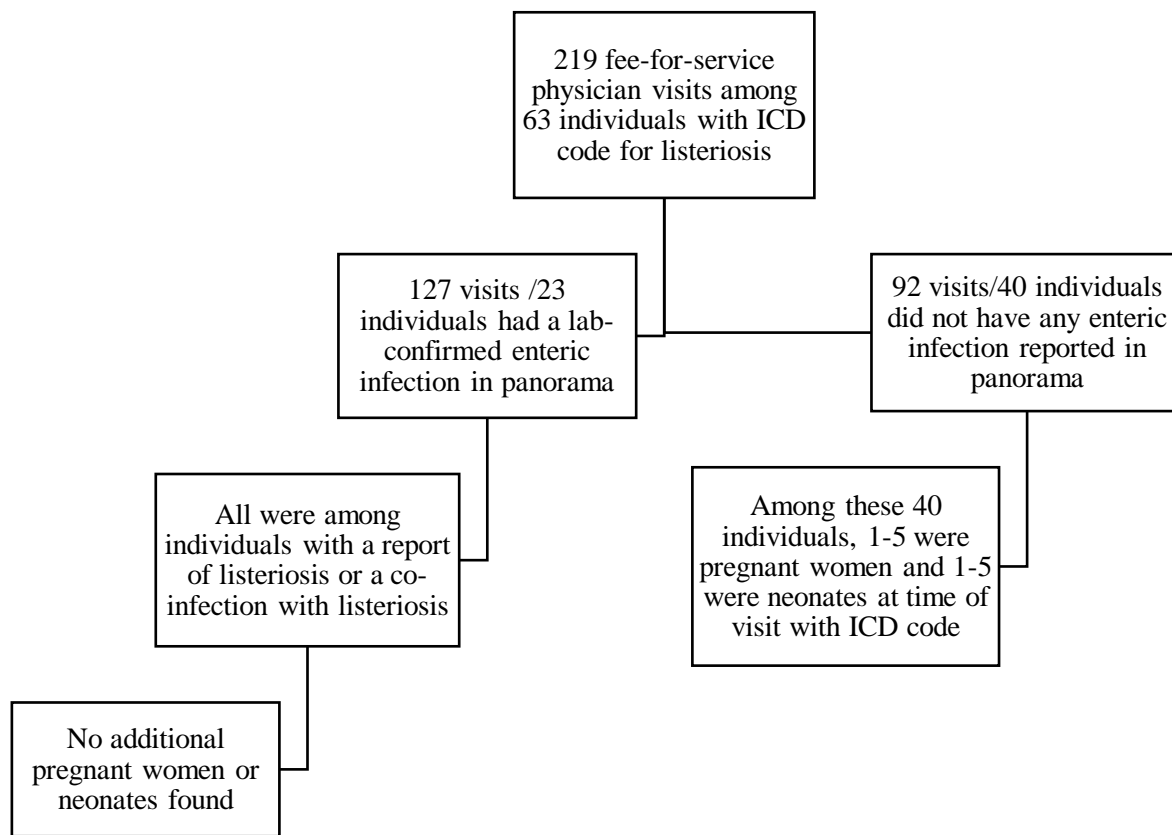 219 fee-for-service
physician visits among
63 individuals with ICD
code for listeriosis
127 visits /23
individuals had a lab-
confirmed enteric
infection in panorama
92 visits/40 individuals
did not have any enteric
infection reported in
panorama
All were among
individuals with a report
of listeriosis or a co-
infection with listeriosis
Among these 40
individuals, 1-5 were
pregnant women and 1-5
were neonates at time of
visit with ICD code
No additional
pregnant women or
neonates found